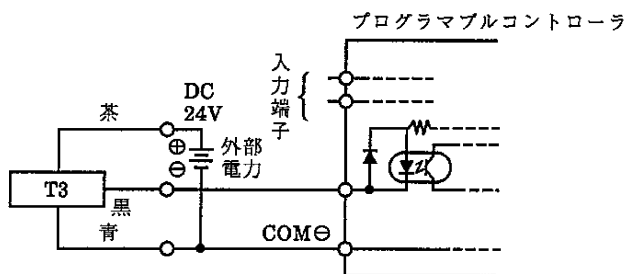 プログラマブルコントローラ
入力端子
DC
24V
茶
⊕
⊖
外部
電力
T3
黒
青
COM⊖